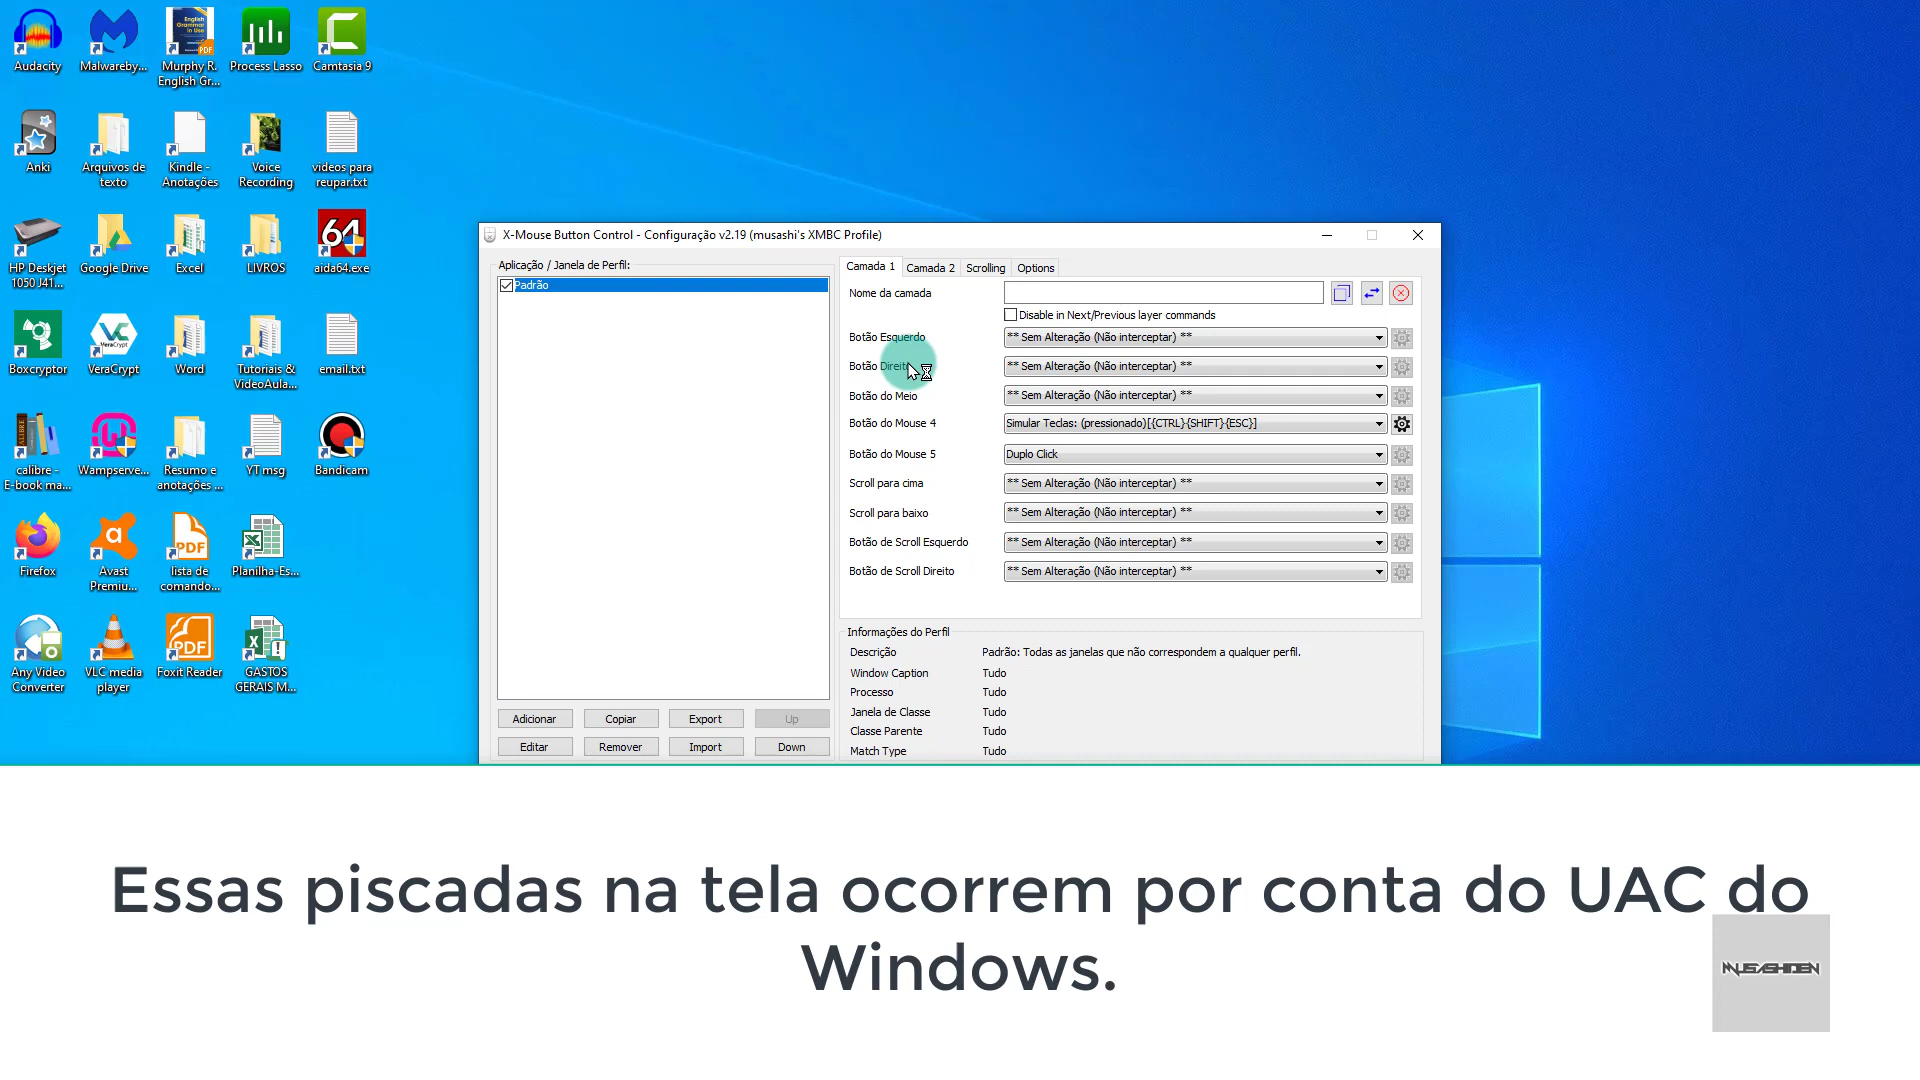 Audacity
Malwareby...
Murphy R.
English Gr...
Process Lasso
Camtasia 9
Anki
Arquivos de
texto
Kindle -
Anotações
Voice
Recording
videos para
reupar.txt
HP Deskjet
1050 J41...
Google Drive
Excel
LIVROS
64
aida64.exe
Boxcryptor
VeraCrypt
Word
Tutoriais &
VideoAula...
email.txt
calibre -
E-book ma...
Wampserve...
Resumo e
anotações ...
YT msg
Bandicam
Firefox
Avast
Premiu...
lista de
comando...
Planilha-Es...
Any Video
Converter
VLC media
player
Foxit Reader
GASTOS
GERAIS M...
X-Mouse Button Control - Configuração v2.19 (musashi's XMBC Profile)
Aplicação / Janela de Perfil:
Padrão
Adicionar
Copiar
Export
Up
Editar
Remover
Import
Down
Camada 1
Camada 2
Scrolling
Options
Nome da camada
Disable in Next/Previous layer commands
Botão Esquerdo
** Sem Alteração (Não interceptar) **
Botão Direito
** Sem Alteração (Não interceptar) **
Botão do Meio
** Sem Alteração (Não interceptar) **
Botão do Mouse 4
Simular Teclas: (pressionado)[{CTRL}{SHIFT}{ESC}]
Botão do Mouse 5
Duplo Click
Scroll para cima
** Sem Alteração (Não interceptar) **
Scroll para baixo
** Sem Alteração (Não interceptar) **
Botão de Scroll Esquerdo
** Sem Alteração (Não interceptar) **
Botão de Scroll Direito
** Sem Alteração (Não interceptar) **
Informações do Perfil
Descrição
Padrão: Todas as janelas que não correspondem a qualquer perfil.
Window Caption
Tudo
Processo
Tudo
Janela de Classe
Tudo
Classe Parente
Tudo
Match Type
Tudo
Essas piscadas na tela ocorrem por conta do UAC do
Windows.